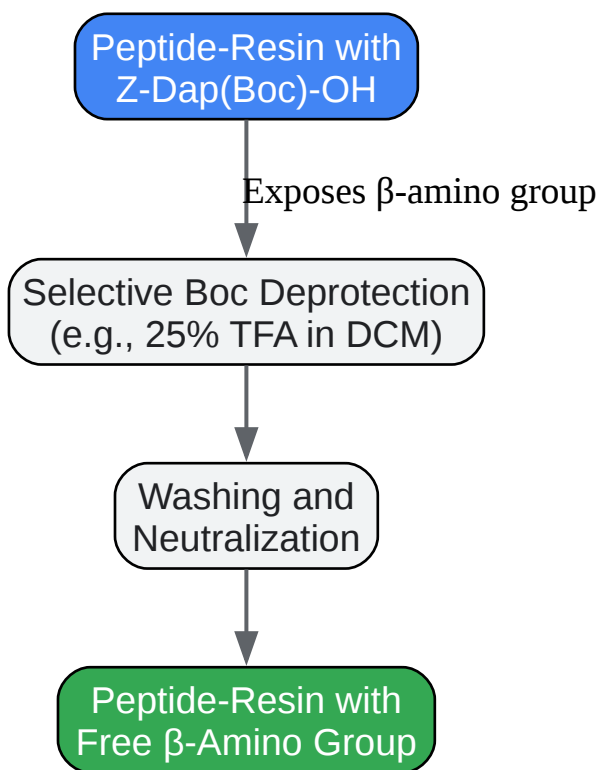 Peptide-Resin with
Z-Dap(Boc)-OH
Exposes β-amino group
Selective Boc Deprotection
(e.g., 25% TFA in DCM)
Washing and
Neutralization
Peptide-Resin with
Free β-Amino Group